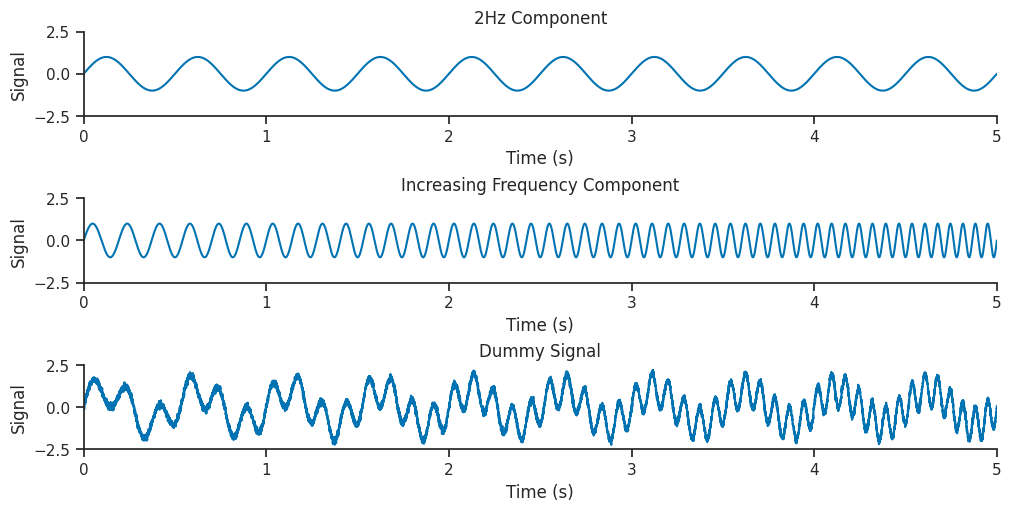 2Hz Component
2.5
0.0
−2.5
Signal
0 1 2 3 4 5
Time (s)
Increasing Frequency Component
2.5
0.0
−2.5
Signal
0 1 2 3 4 5
Time (s)
Dummy Signal
2.5
0.0
−2.5
Signal
0 1 2 3 4 5
Time (s)